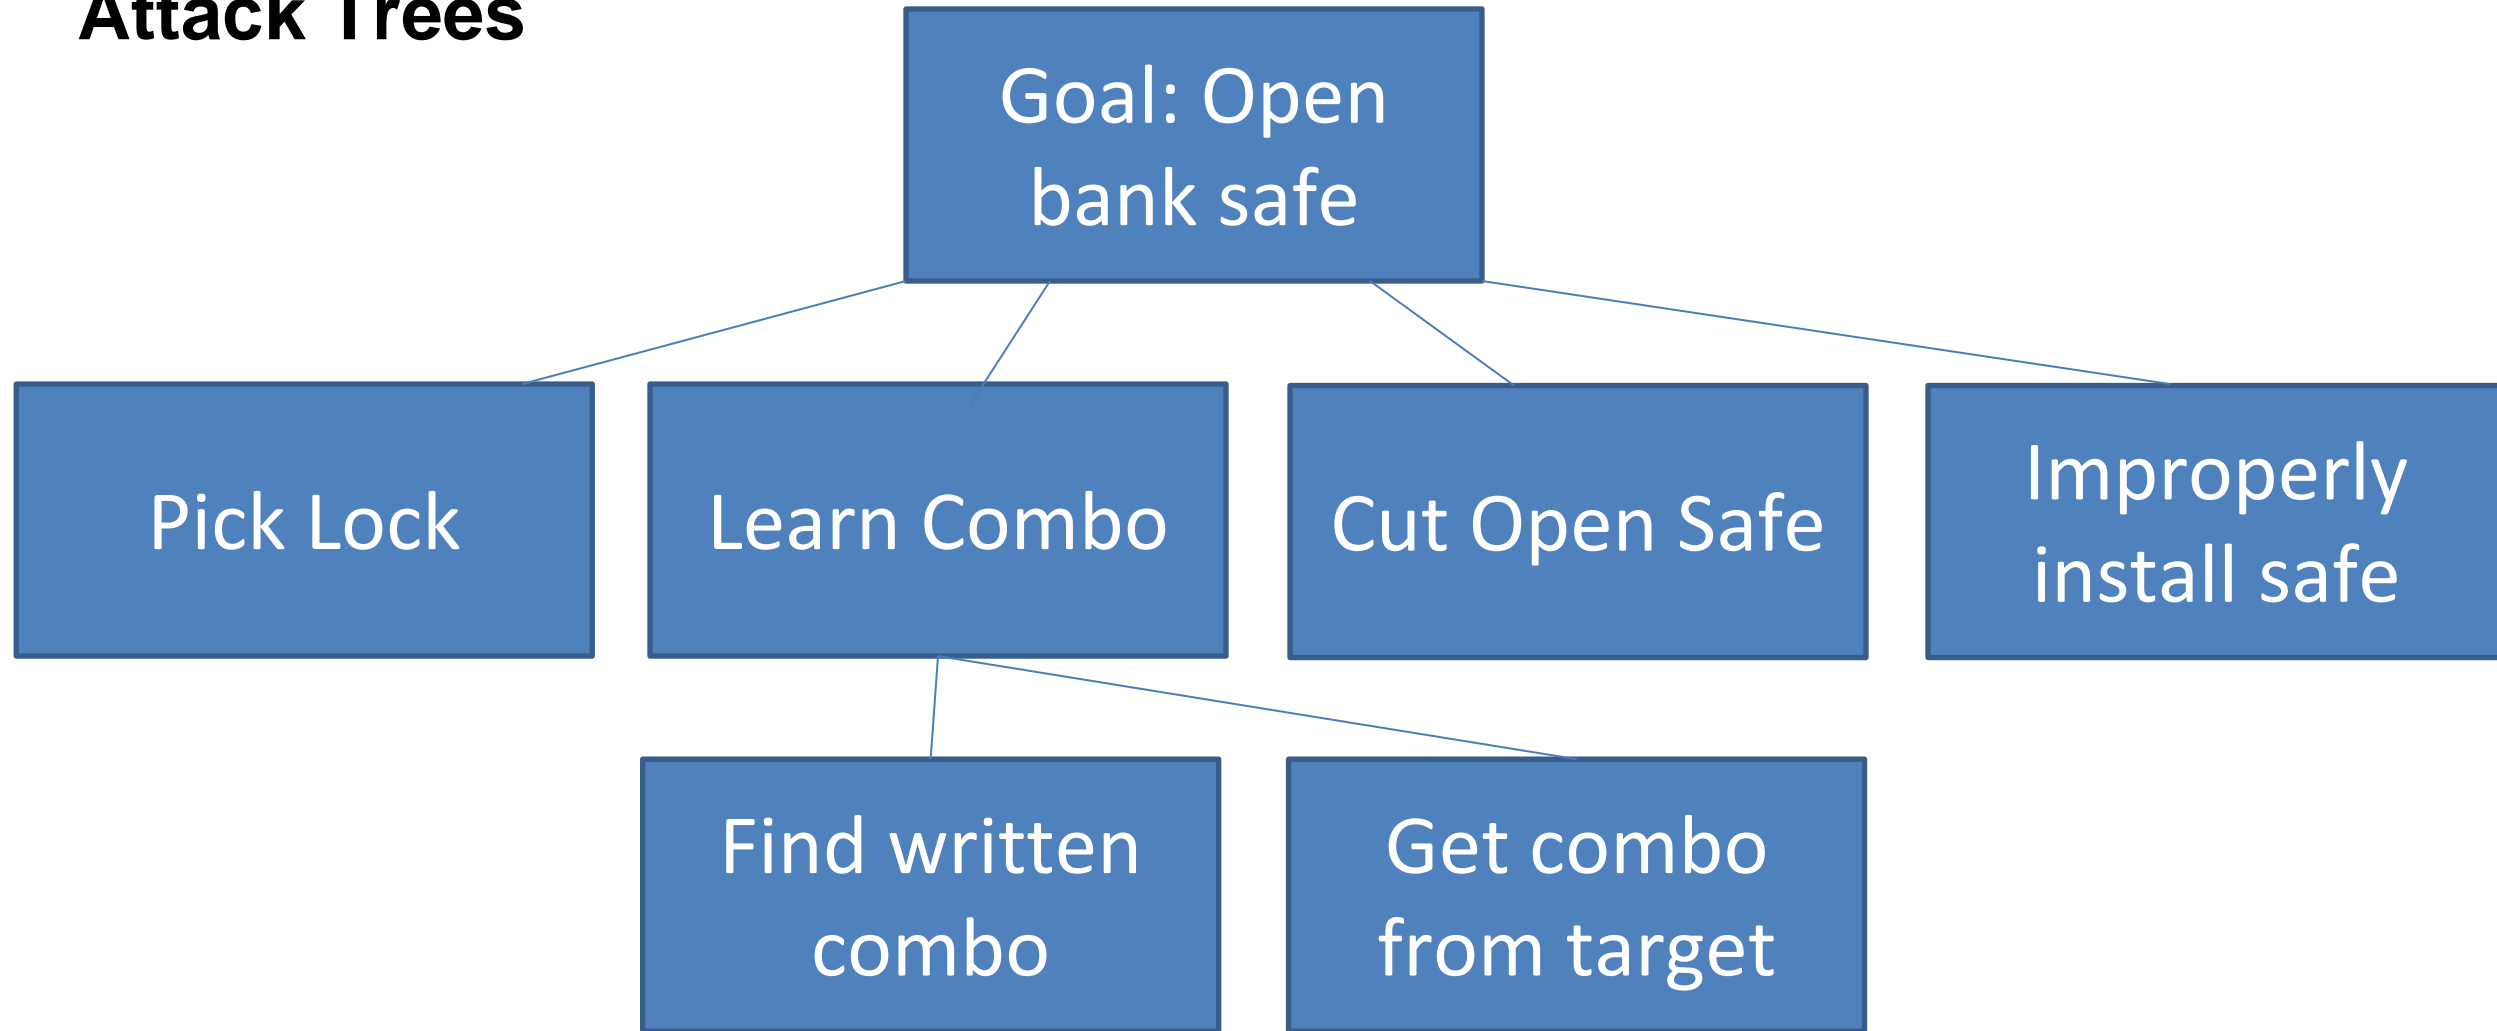 Attack Trees
Goal: Open
bank safe
Pick Lock
Learn Combo
Cut Open Safe
Improperly
install safe
Find written
combo
Get combo
from target